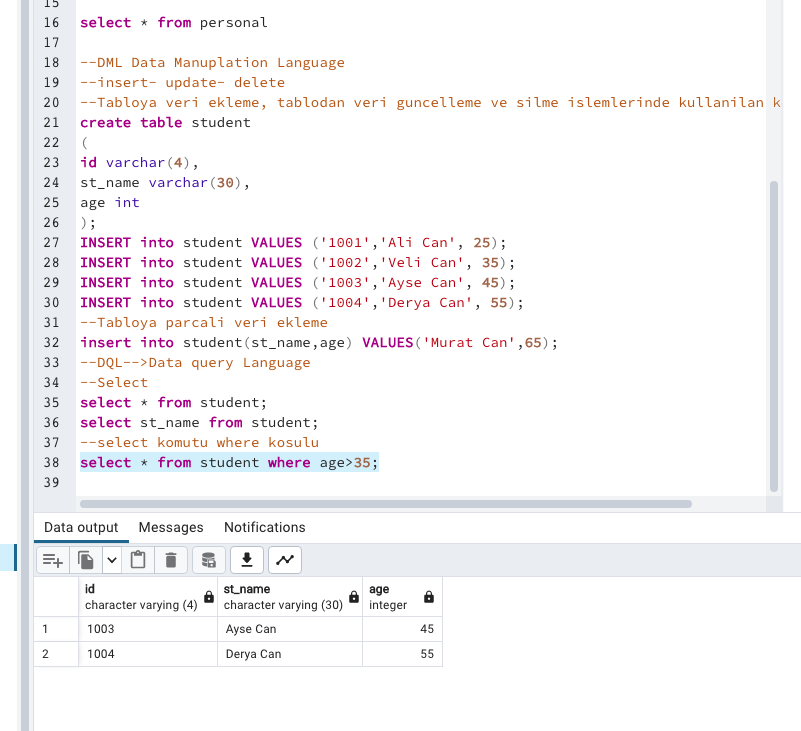 15
16 select * from personal
17
18 --DML Data Manuplation Language
19 --insert- update- delete
20 --Tabloya veri ekleme, tablodan veri guncelleme ve silme islemlerinde kullanilan k
21 create table student
22 (
23 id varchar(4),
24 st_name varchar(30),
25 age int
26 );
27 INSERT into student VALUES ('1001','Ali Can', 25);
28 INSERT into student VALUES ('1002','Veli Can', 35);
29 INSERT into student VALUES ('1003','Ayse Can', 45);
30 INSERT into student VALUES ('1004','Derya Can', 55);
31 --Tabloya parcali veri ekleme
32 insert into student(st_name,age) VALUES('Murat Can',65);
33 --DQL-->Data query Language
34 --Select
35 select * from student;
36 select st_name from student;
37 --select komutu where kosulu
38 select * from student where age>35;
39
Data output Messages Notifications
id st_name age
character varying (4) character varying (30) integer
1 1003 Ayse Can 45
2 1004 Derya Can 55